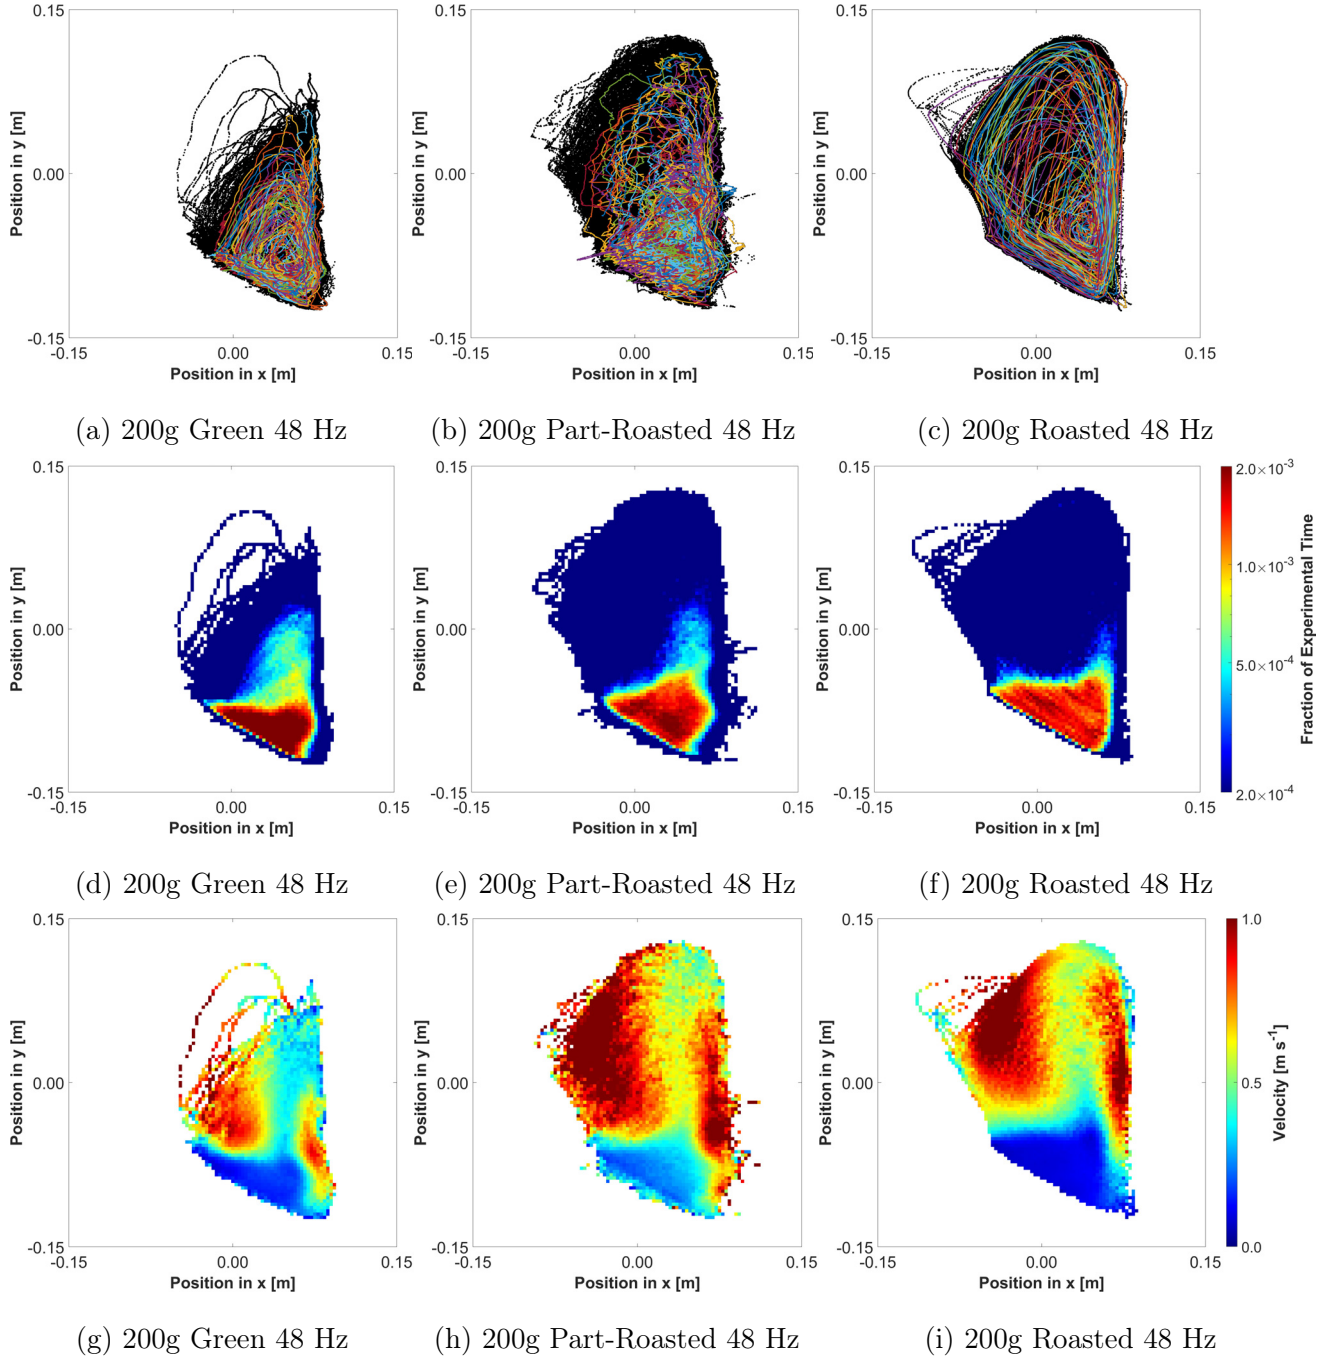 0.15
0.00
-0.15
Position in y [m]
-0.15 0.00 0.15
Position in x [m]
0.15
0.00
-0.15
Position in y [m]
-0.15 0.00 0.15
Position in x [m]
0.15
0.00
-0.15
Position in y [m]
-0.15 0.00 0.15
Position in x [m]
(a) 200g Green 48 Hz
(b) 200g Part-Roasted 48 Hz
(c) 200g Roasted 48 Hz
0.15
0.00
-0.15
Position in y [m]
-0.15 0.00 0.15
Position in x [m]
0.15
0.00
-0.15
Position in y [m]
-0.15 0.00 0.15
Position in x [m]
0.15
0.00
-0.15
Position in y [m]
-0.15 0.00 0.15
Position in x [m]
2.0×10⁻³
1.0×10⁻³
5.0×10⁻⁴
2.0×10⁻⁴
Fraction of Experimental Time
(d) 200g Green 48 Hz
(e) 200g Part-Roasted 48 Hz
(f) 200g Roasted 48 Hz
0.15
0.00
-0.15
Position in y [m]
-0.15 0.00 0.15
Position in x [m]
0.15
0.00
-0.15
Position in y [m]
-0.15 0.00 0.15
Position in x [m]
0.15
0.00
-0.15
Position in y [m]
-0.15 0.00 0.15
Position in x [m]
1.0
0.5
0.0
Velocity [m s⁻¹]
(g) 200g Green 48 Hz
(h) 200g Part-Roasted 48 Hz
(i) 200g Roasted 48 Hz